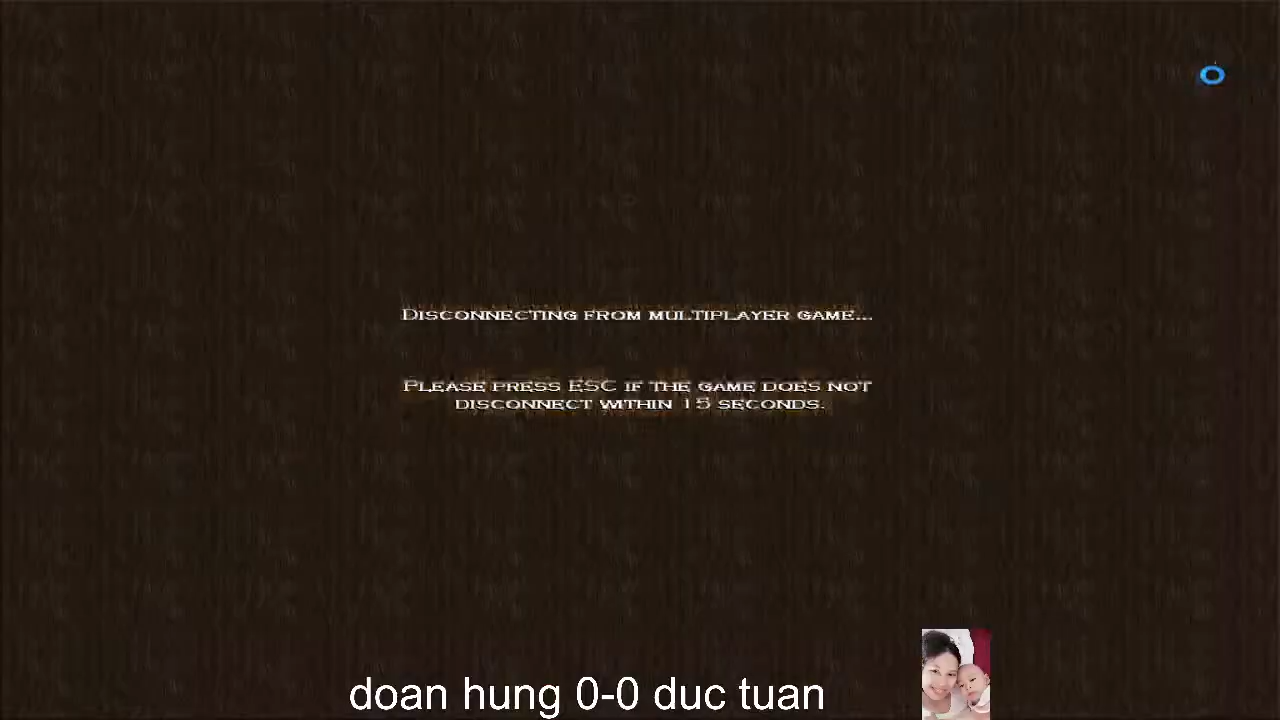 Disconnecting from multiplayer game...
Please press ESC if the game does not
disconnect within 15 seconds.
doan hung 0-0 duc tuan